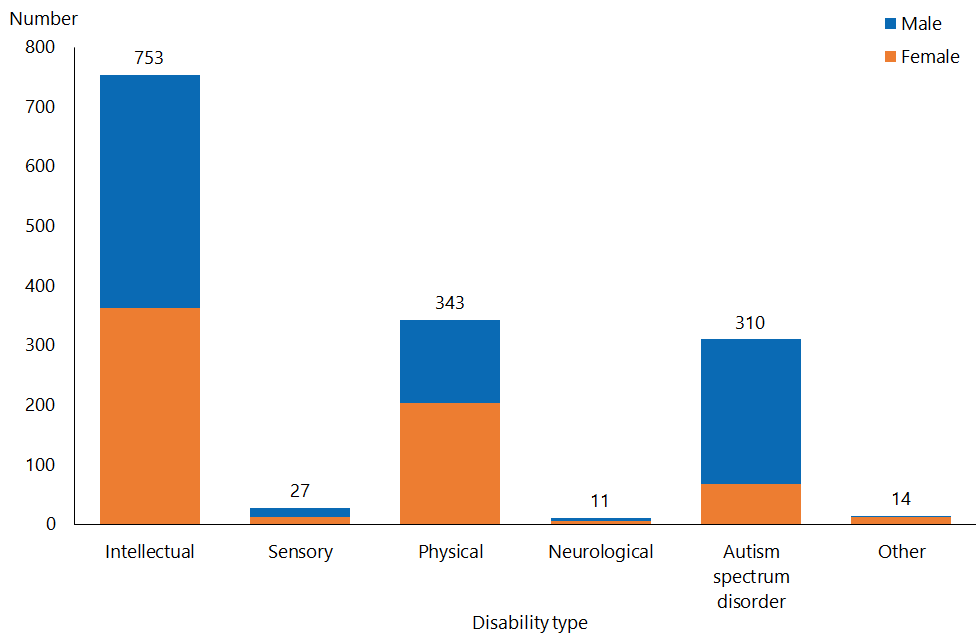 Number
Male
Female
800
700
600
500
400
300
200
100
0
753
27
343
11
310
14
Intellectual
Sensory
Physical
Neurological
Autism
spectrum
disorder
Other
Disability type